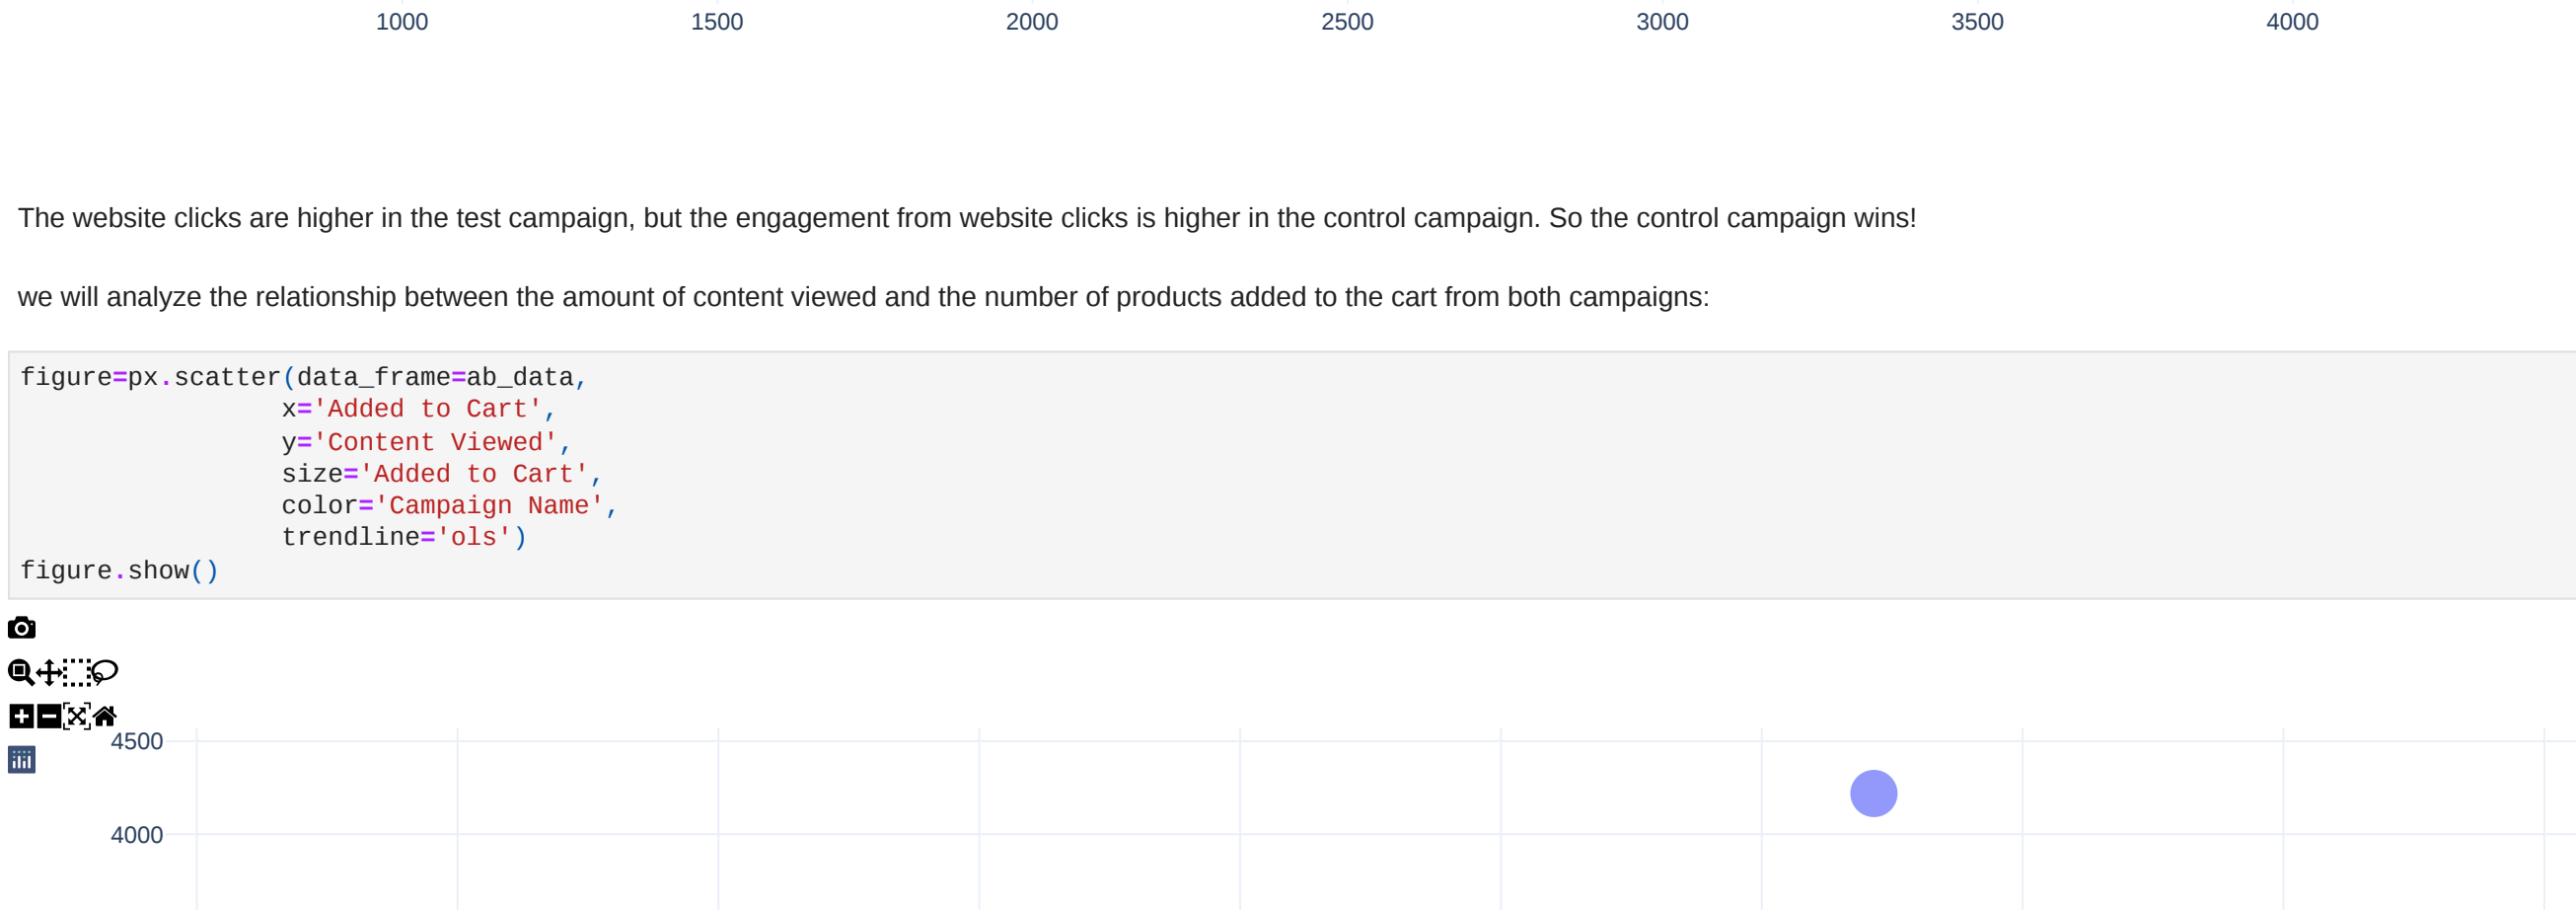 1000 1500 2000 2500 3000 3500 4000
The website clicks are higher in the test campaign, but the engagement from website clicks is higher in the control campaign. So the control campaign wins!
we will analyze the relationship between the amount of content viewed and the number of products added to the cart from both campaigns:
figure=px.scatter(data_frame=ab_data,
x='Added to Cart',
y='Content Viewed',
size='Added to Cart',
color='Campaign Name',
trendline='ols')
figure.show()
4500
4000